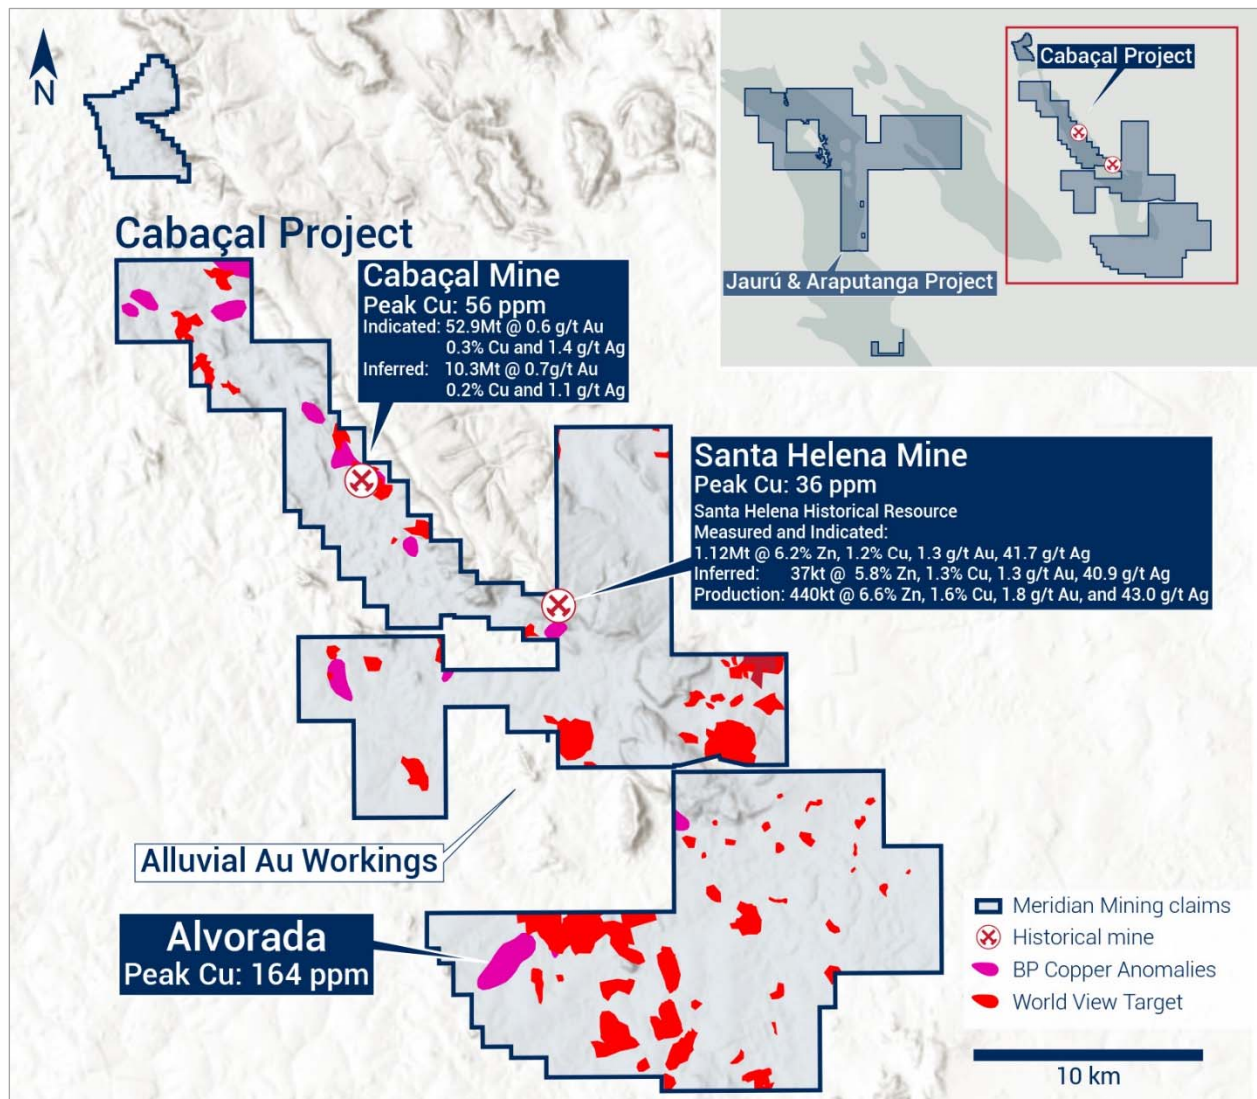 N
Cabaçal Project
Jaurú & Araputanga Project
Cabaçal Project
Cabaçal Mine
Peak Cu: 56 ppm
Indicated: 52.9Mt @ 0.6 g/t Au
0.3% Cu and 1.4 g/t Ag
Inferred: 10.3Mt @ 0.7g/t Au
0.2% Cu and 1.1 g/t Ag
Santa Helena Mine
Peak Cu: 36 ppm
Santa Helena Historical Resource
Measured and Indicated:
1.12Mt @ 6.2% Zn, 1.2% Cu, 1.3 g/t Au, 41.7 g/t Ag
Inferred: 37kt @ 5.8% Zn, 1.3% Cu, 1.3 g/t Au, 40.9 g/t Ag
Production: 440kt @ 6.6% Zn, 1.6% Cu, 1.8 g/t Au, and 43.0 g/t Ag
Alluvial Au Workings
Alvorada
Peak Cu: 164 ppm
Meridian Mining claims
Historical mine
BP Copper Anomalies
World View Target
10 km